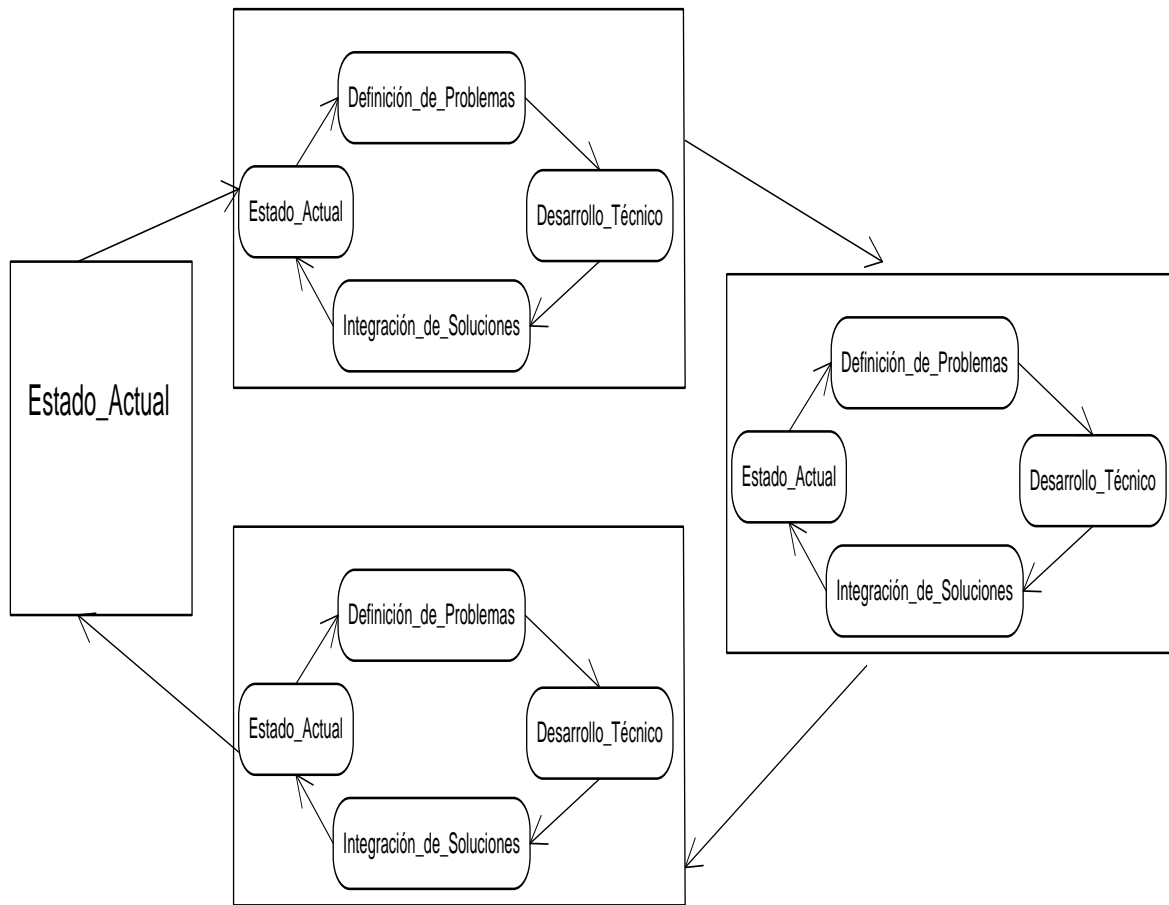 Definición_de_Problemas
Estado_Actual
Desarrollo_Técnico
Integración_de_Soluciones
Estado_Actual
Definición_de_Problemas
Estado_Actual
Desarrollo_Técnico
Integración_de_Soluciones
Definición_de_Problemas
Estado_Actual
Desarrollo_Técnico
Integración_de_Soluciones